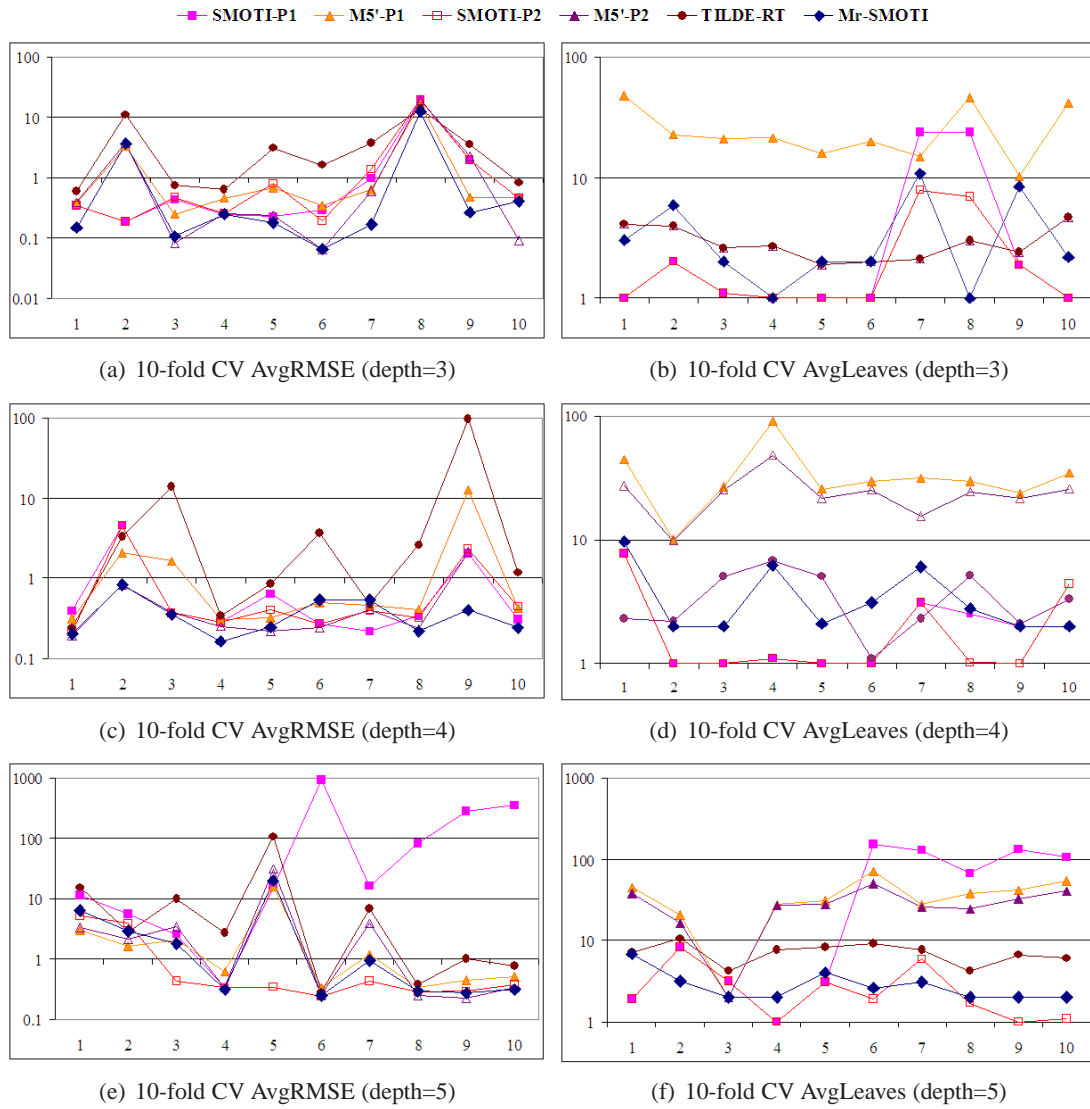 SMOTI-P1 M5'-P1 SMOTI-P2 M5'-P2 TILDE-RT Mr-SMOTI
100
10
1
0.1
0.01
1 2 3 4 5 6 7 8 9 10
(a) 10-fold CV AvgRMSE (depth=3)
100
10
1
1 2 3 4 5 6 7 8 9 10
(b) 10-fold CV AvgLeaves (depth=3)
100
10
1
0.1
1 2 3 4 5 6 7 8 9 10
(c) 10-fold CV AvgRMSE (depth=4)
100
10
1
1 2 3 4 5 6 7 8 9 10
(d) 10-fold CV AvgLeaves (depth=4)
1000
100
10
1
0.1
1 2 3 4 5 6 7 8 9 10
(e) 10-fold CV AvgRMSE (depth=5)
1000
100
10
1
1 2 3 4 5 6 7 8 9 10
(f) 10-fold CV AvgLeaves (depth=5)